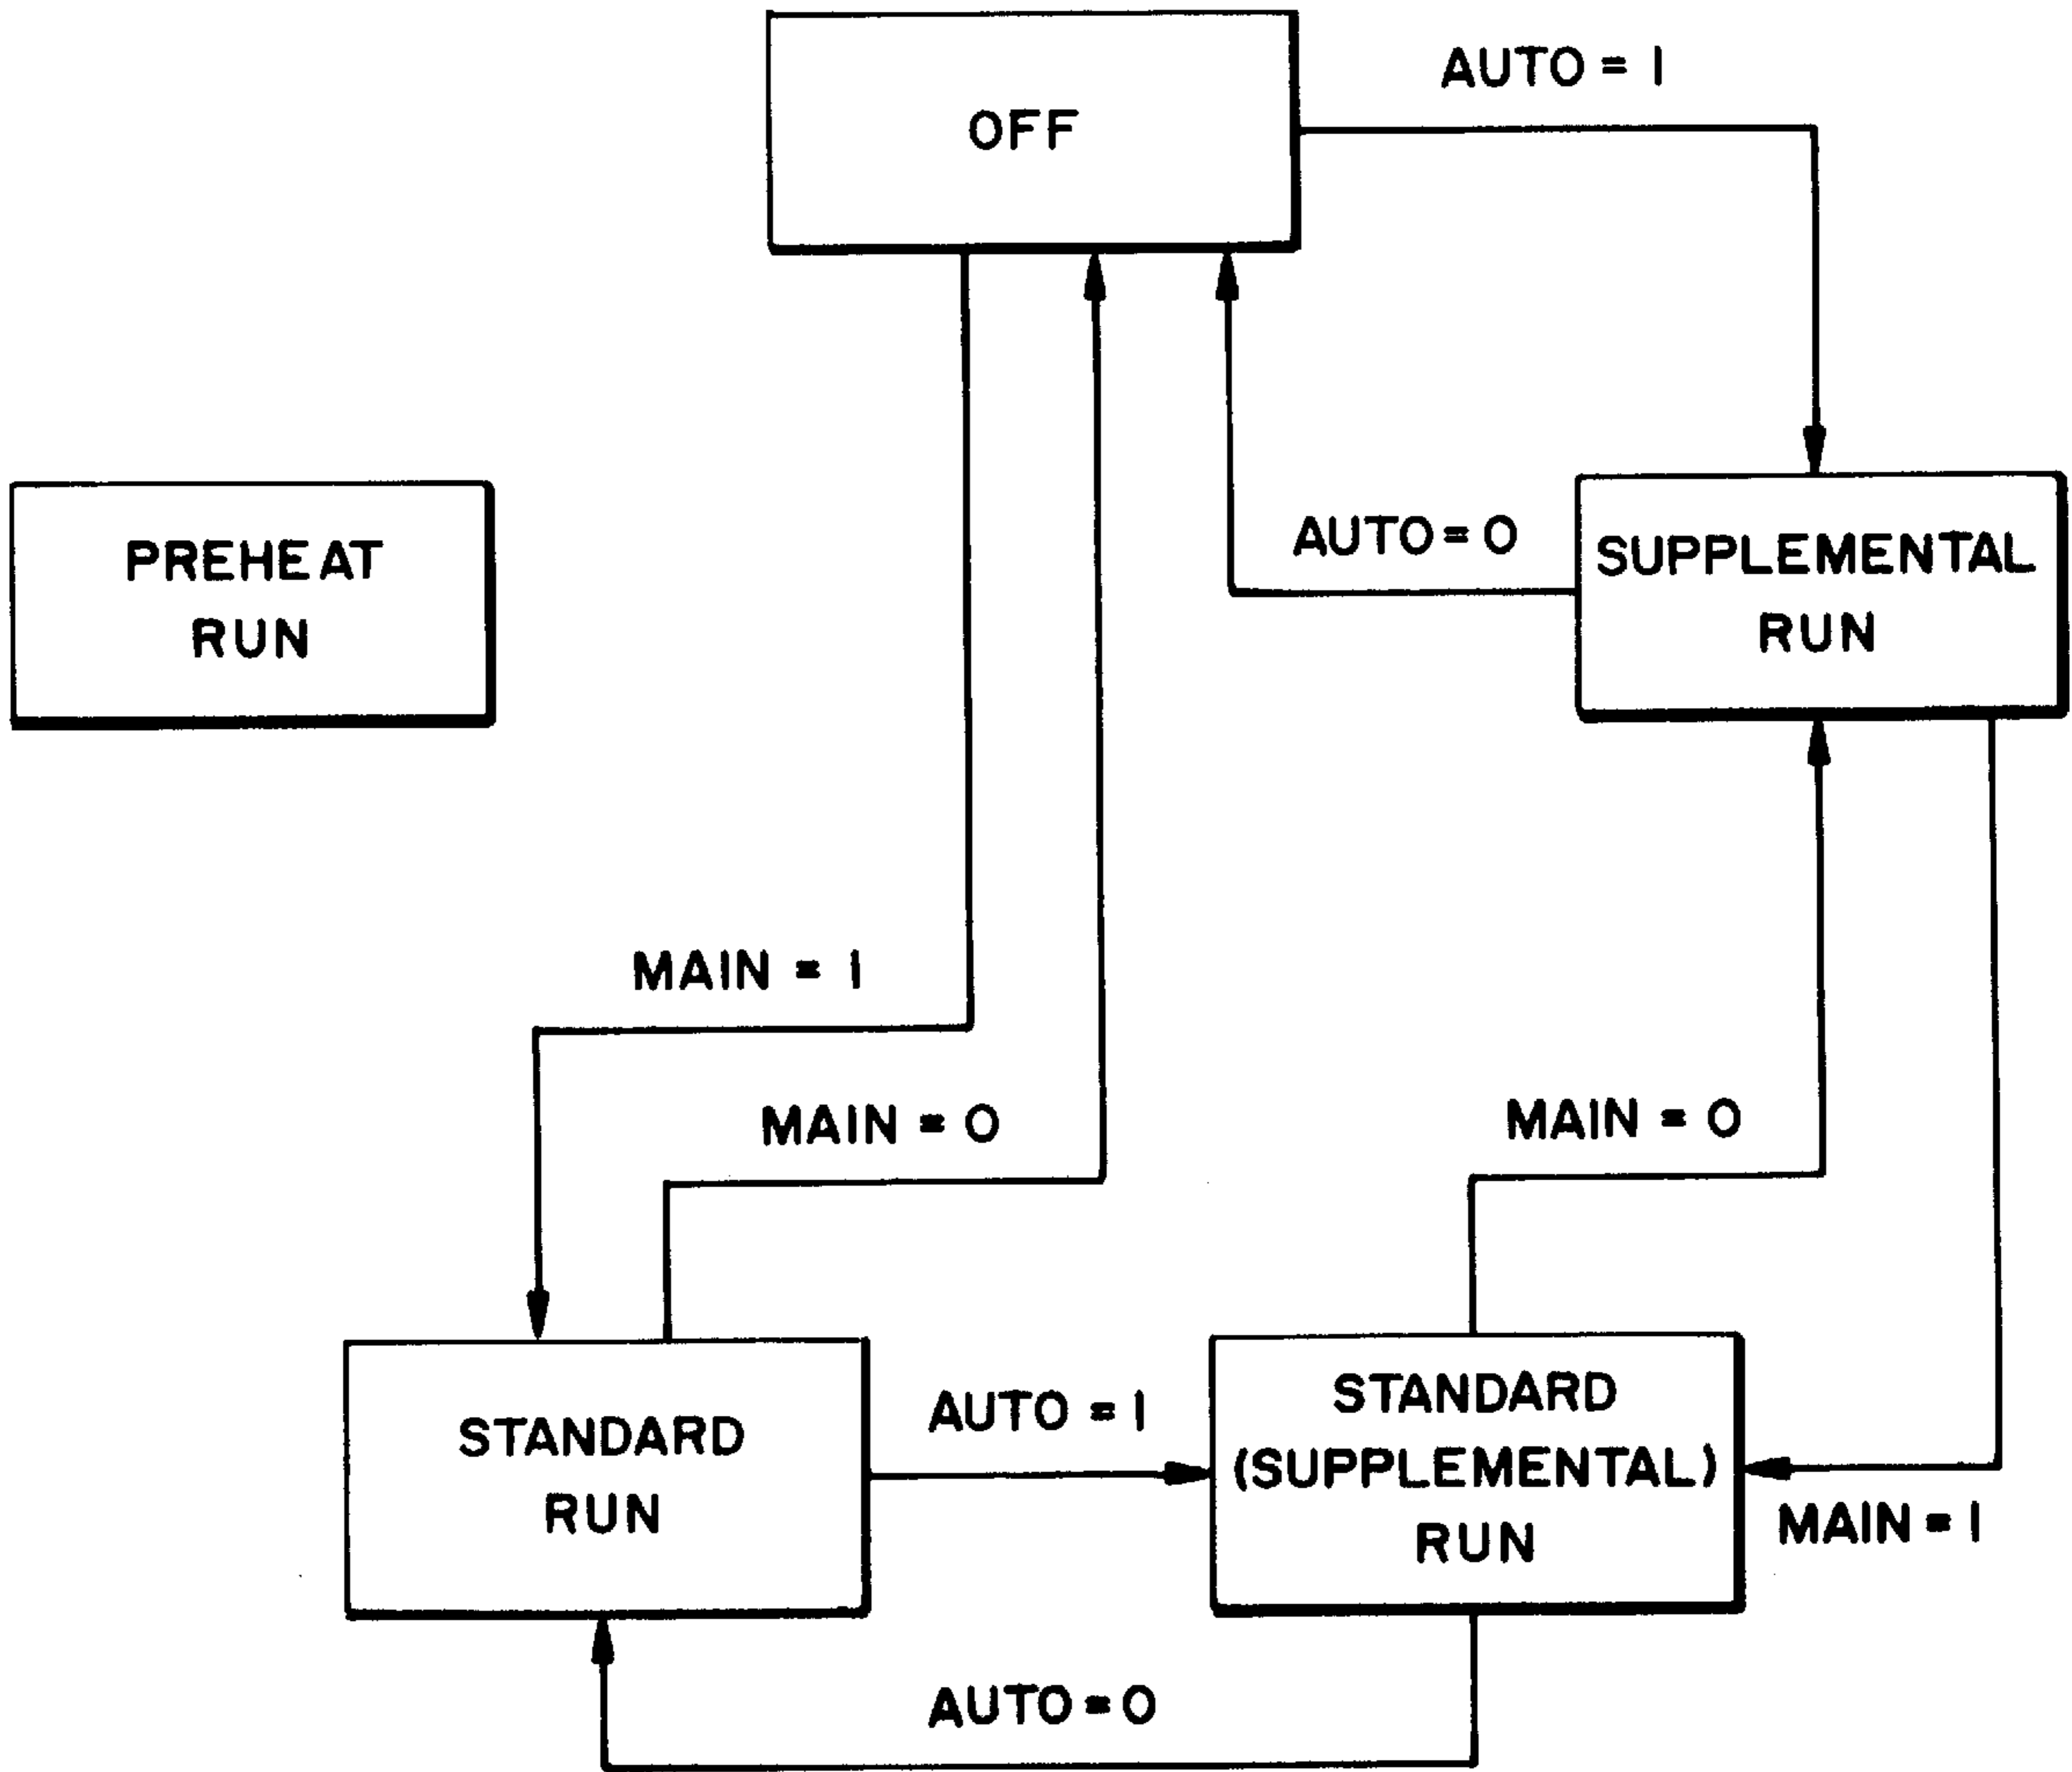 OFF
AUTO = 1
PREHEAT
RUN
AUTO = 0
SUPPLEMENTAL
RUN
MAIN = 1
MAIN = 0
MAIN = 0
STANDARD
RUN
AUTO = 1
STANDARD
(SUPPLEMENTAL)
RUN
MAIN = 1
AUTO = 0